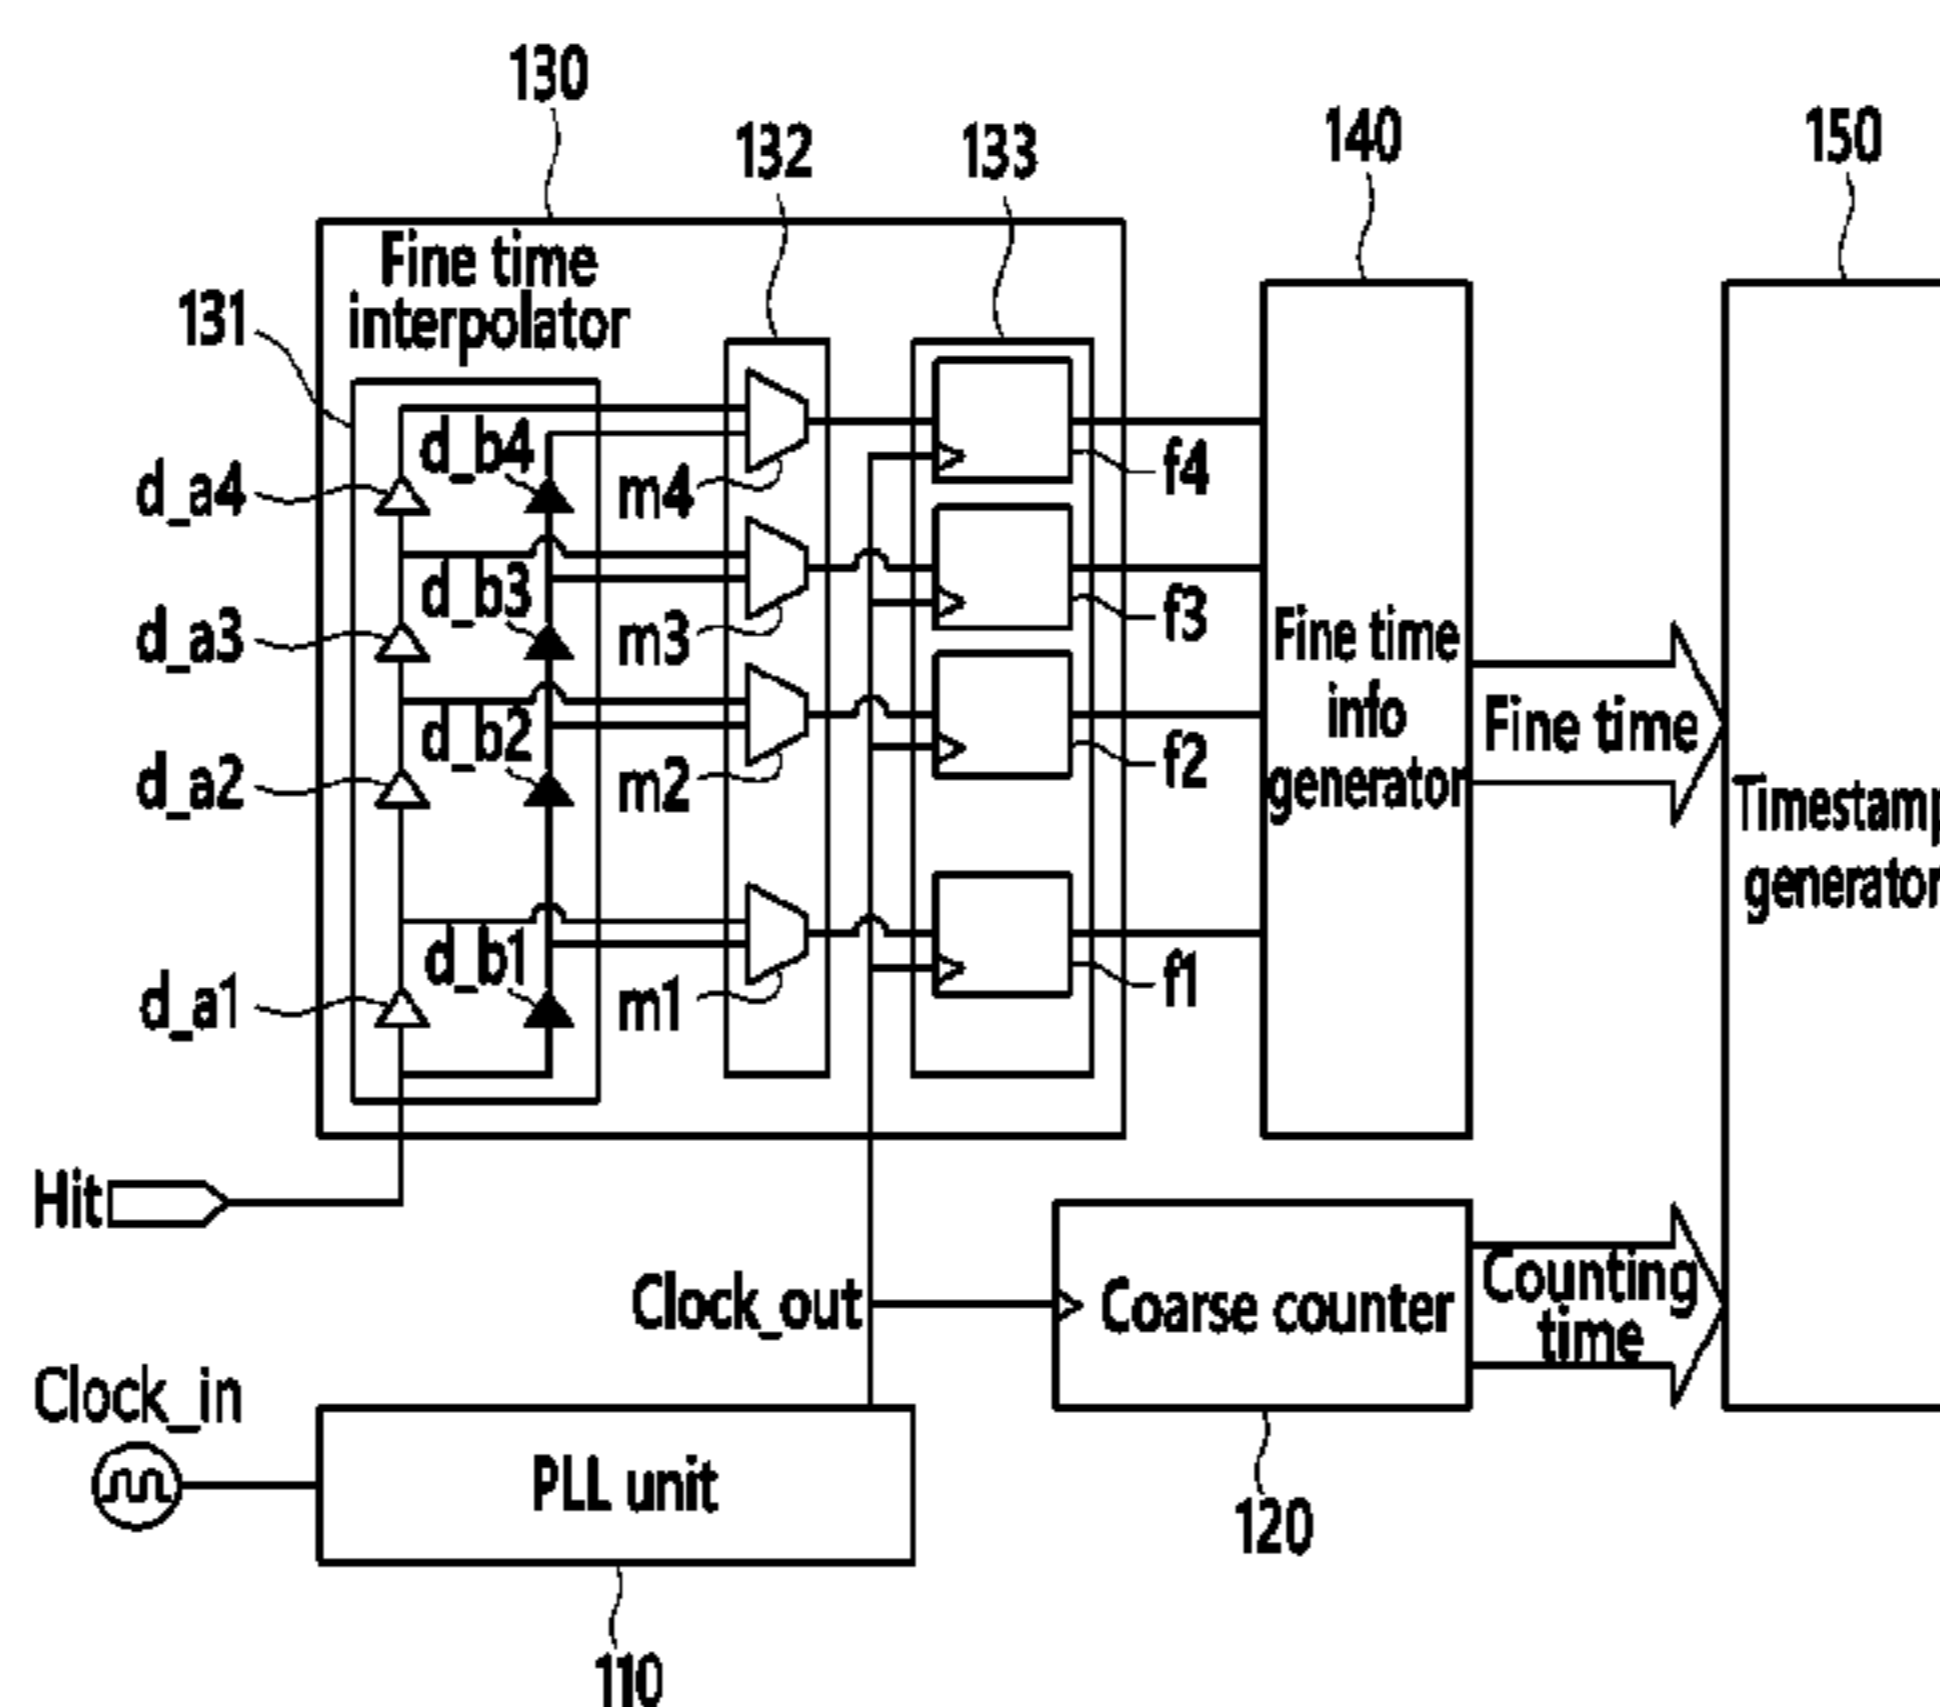 130
132
133
140
150
Fine time
interpolator
131
d_b4
d_a4
m4
f4
d_b3
d_a3
m3
f3
Fine time
info
generator
Fine time
d_b2
d_a2
m2
f2
Timestamp
generator
d_b1
d_a1
m1
f1
Hit
Clock_out
Coarse counter
Counting
time
Clock_in
PLL unit
120
110